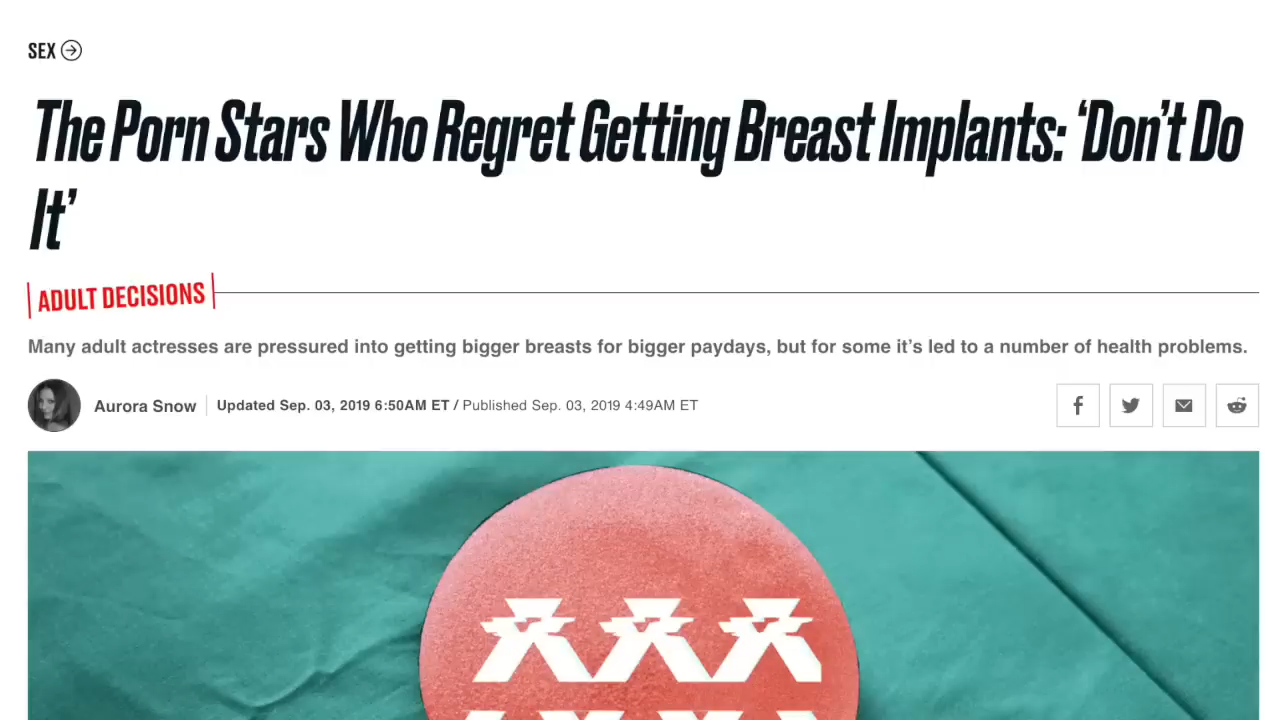 SEX
The Porn Stars Who Regret Getting Breast Implants: ‘Don’t Do
It’
ADULT DECISIONS
Many adult actresses are pressured into getting bigger breasts for bigger paydays, but for some it’s led to a number of health problems.
Aurora Snow Updated Sep. 03, 2019 6:50AM ET / Published Sep. 03, 2019 4:49AM ET
XXX